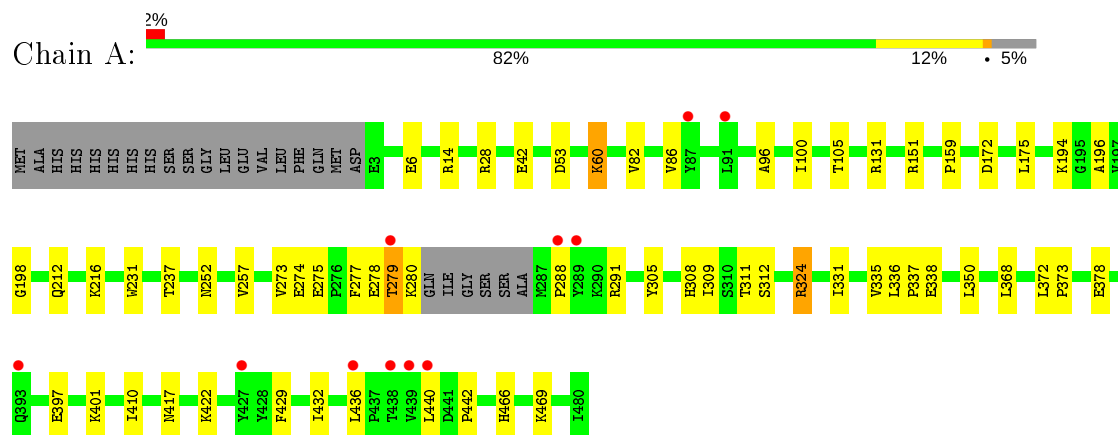 2%
Chain A:
82% 12% • 5%
MET ALA HIS HIS HIS HIS HIS HIS SER SER GLY LEU GLU VAL LEU PHE GLN MET ASP E3 E6 R14 R28 E42 D53 K60 V82 V86 Y87 L91 A96 I100 T105 R131 R151 P159 D172 L175 K194 G195 A196 V197
G198 Q212 K216 W231 T237 N252 V257 V273 E274 E275 P276 F277 E278 T279 K280 GLN ILE GLY SER SER ALA M287 P288 Y289 K290 R291 Y305 H308 I309 S310 T311 S312 R324 I331 V335 L336 P337 E338 L350 L368 L372 P373 E378
Q393 E397 K401 I410 N417 K422 Y427 Y428 F429 I432 L436 P437 T438 V439 L440 D441 P442 H466 K469 I480